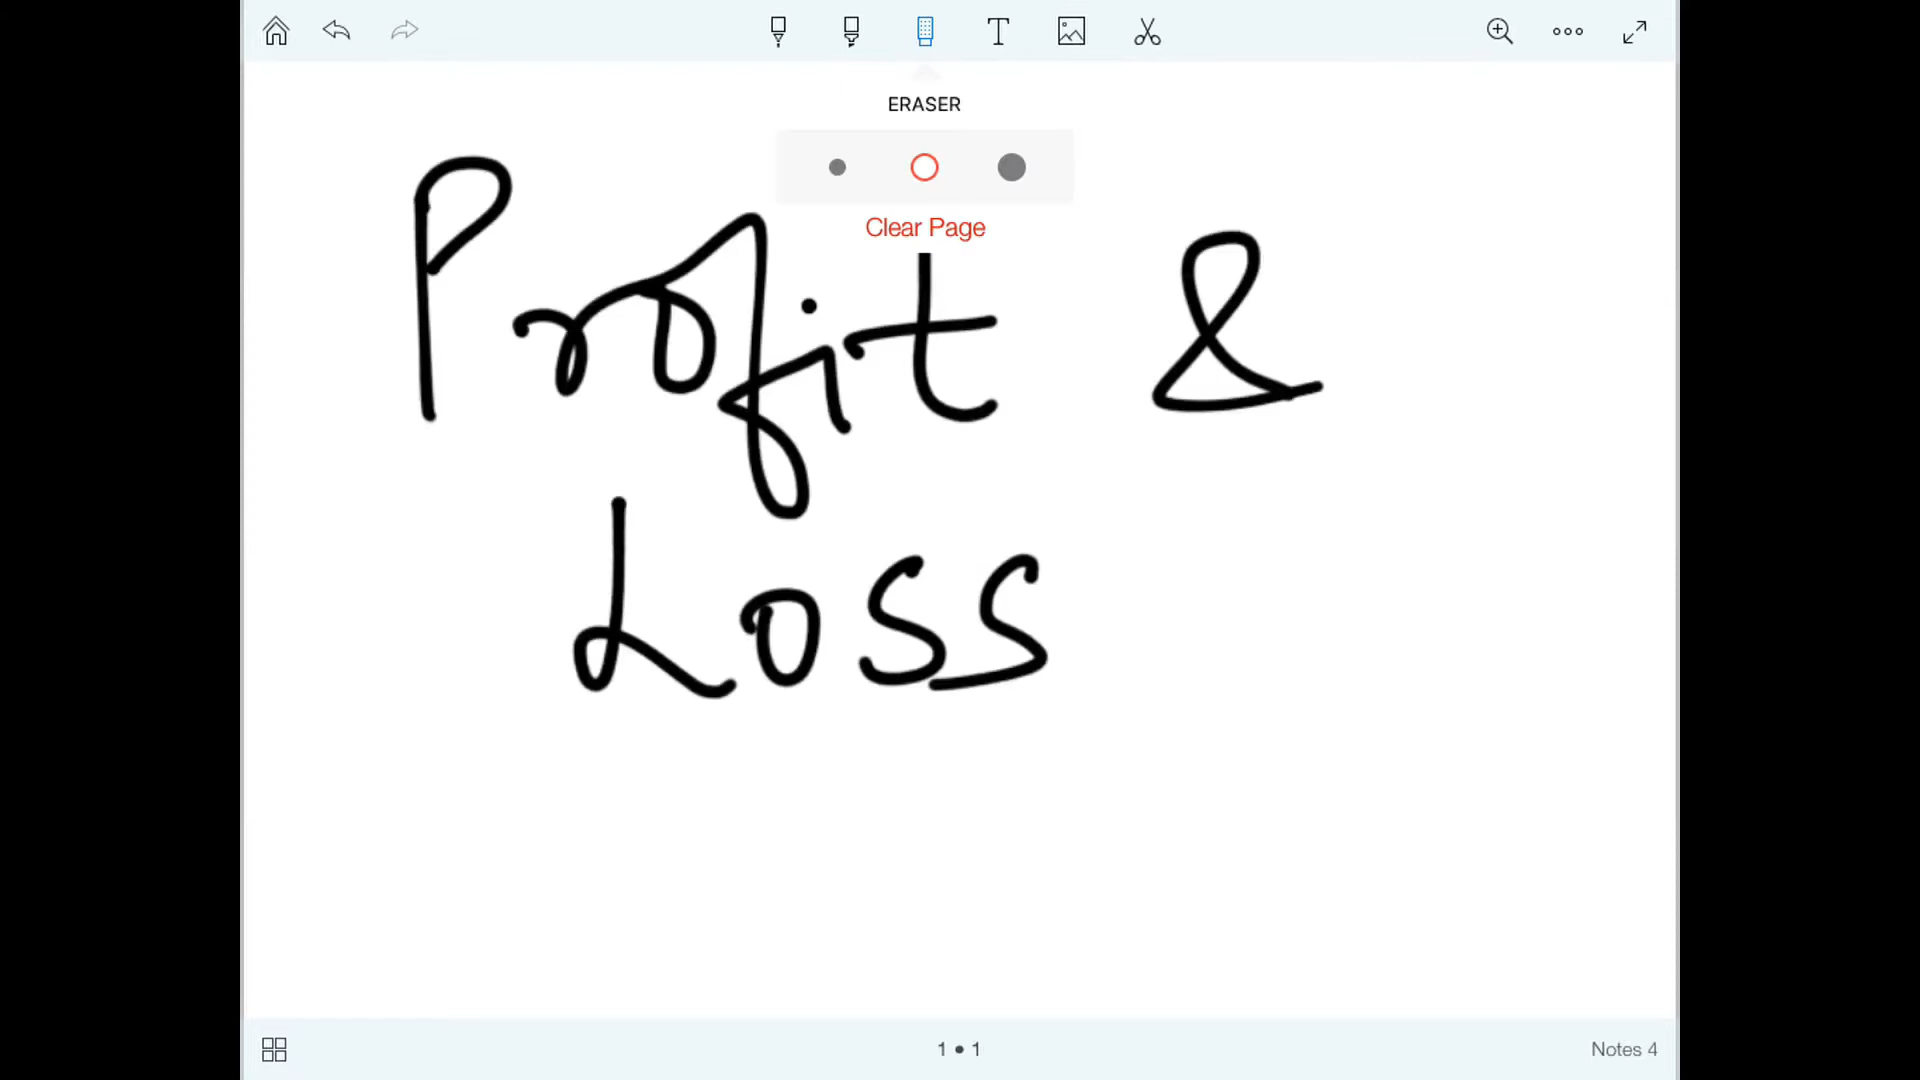 T
ERASER
Clear Page
Profit &
Loss
1 • 1
Notes 4